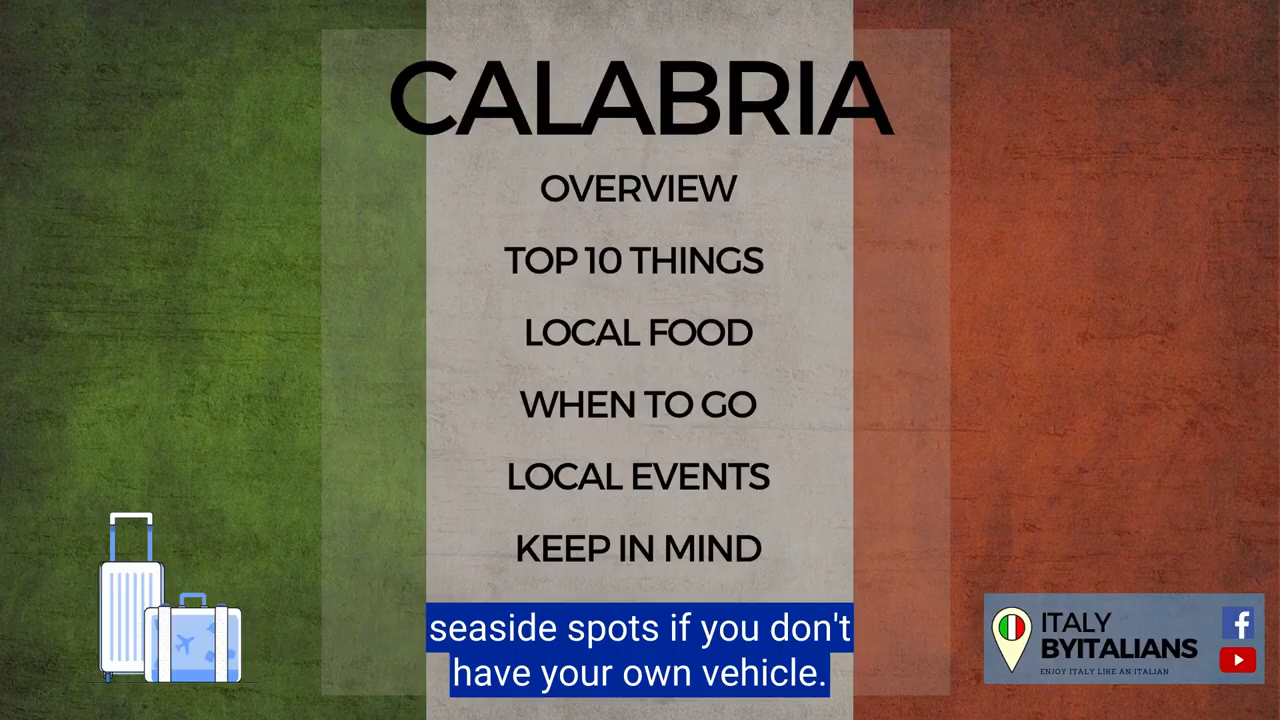 CALABRIA
OVERVIEW
TOP 10 THINGS
LOCAL FOOD
WHEN TO GO
LOCAL EVENTS
KEEP IN MIND
seaside spots if you don't
have your own vehicle.
ITALY
BYITALIANS
ENJOY ITALY LIKE AN ITALIAN